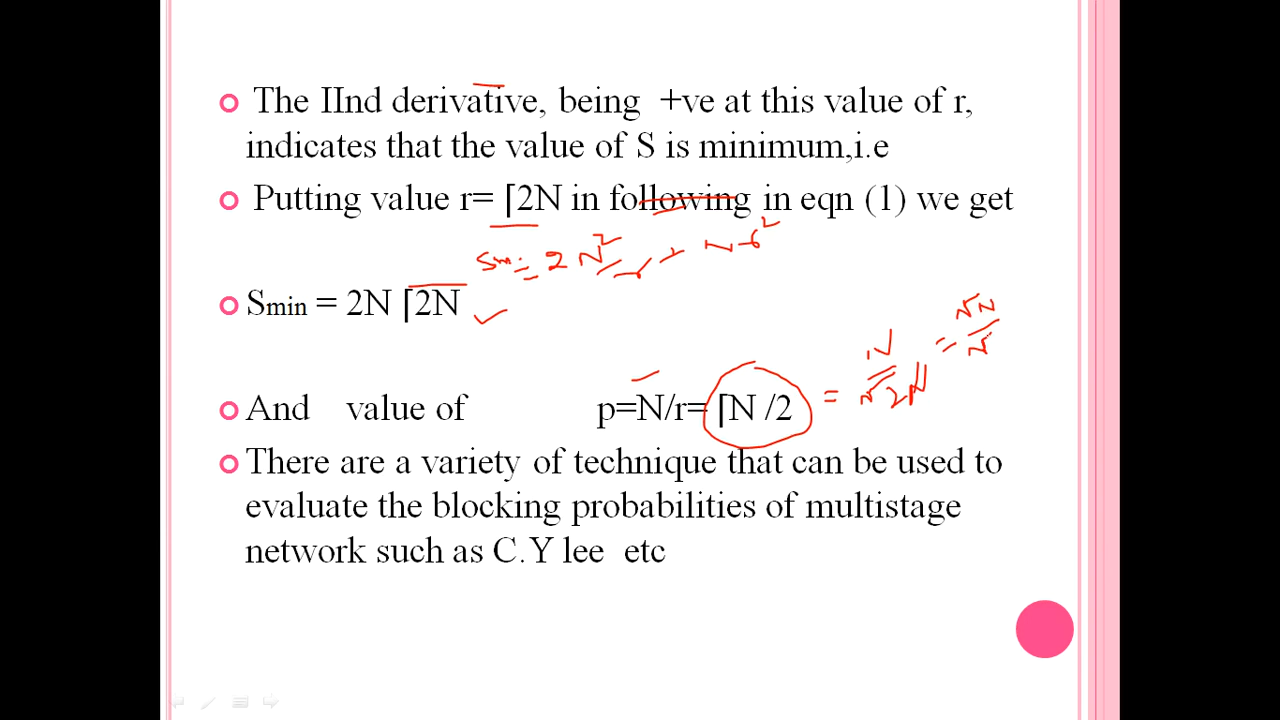 The IInd derivative, being +ve at this value of r,
indicates that the value of S is minimum,i.e
Putting value r= ⌈2N in following in eqn (1) we get
Smin = 2N ⌈2N
And value of p=N/r= ⌈N /2 = N/√2N = √N/√
There are a variety of technique that can be used to
evaluate the blocking probabilities of multistage
network such as C.Y lee etc